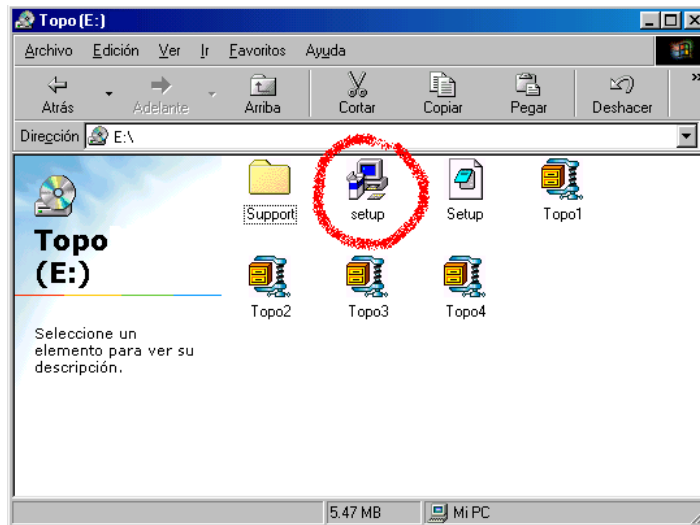 Topo (E:)
Archivo Edición Ver Ir Favoritos Ayuda
Atrás Adelante Arriba Cortar Copiar Pegar Deshacer »
Dirección E:\
Support setup Setup Topo1
Topo
(E:)
Topo2 Topo3 Topo4
Seleccione un
elemento para ver su
descripción.
5.47 MB Mi PC